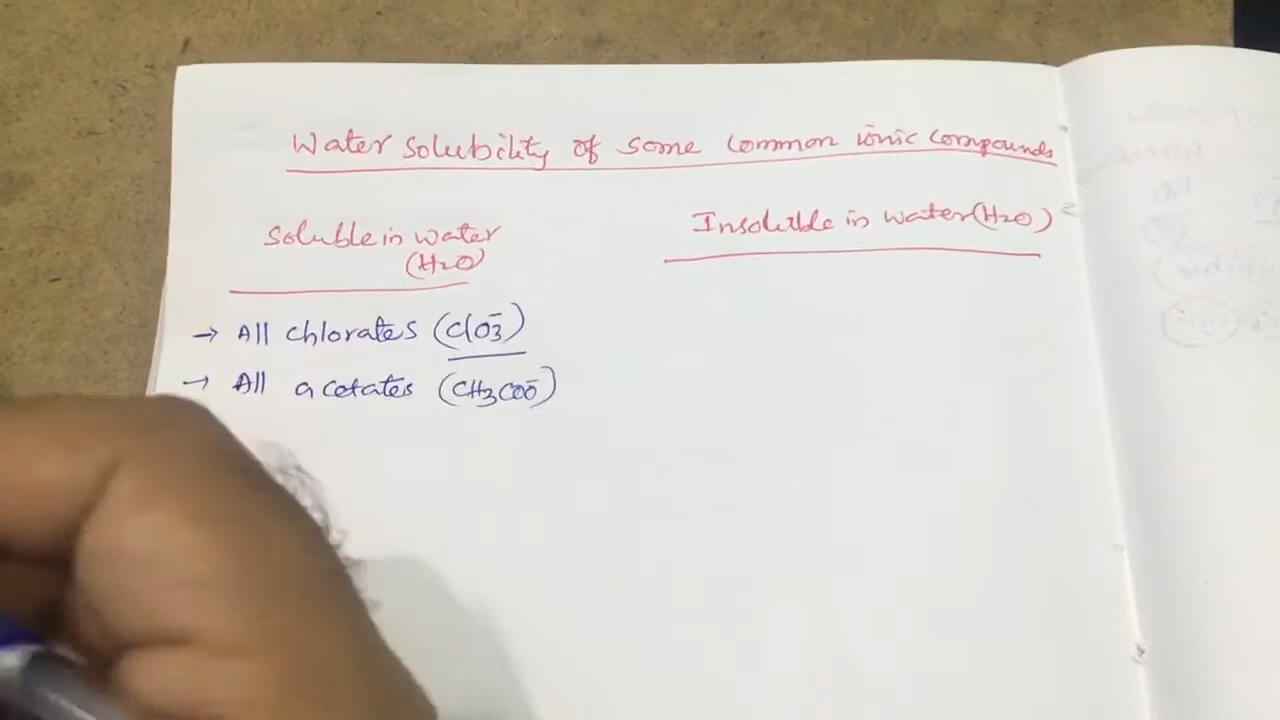 Water solubility of some common ionic compounds
Soluble in water
(H2O)
Insoluble in water (H2O)
→ All chlorates (ClO3⁻)
→ All acetates (CH3COO⁻)